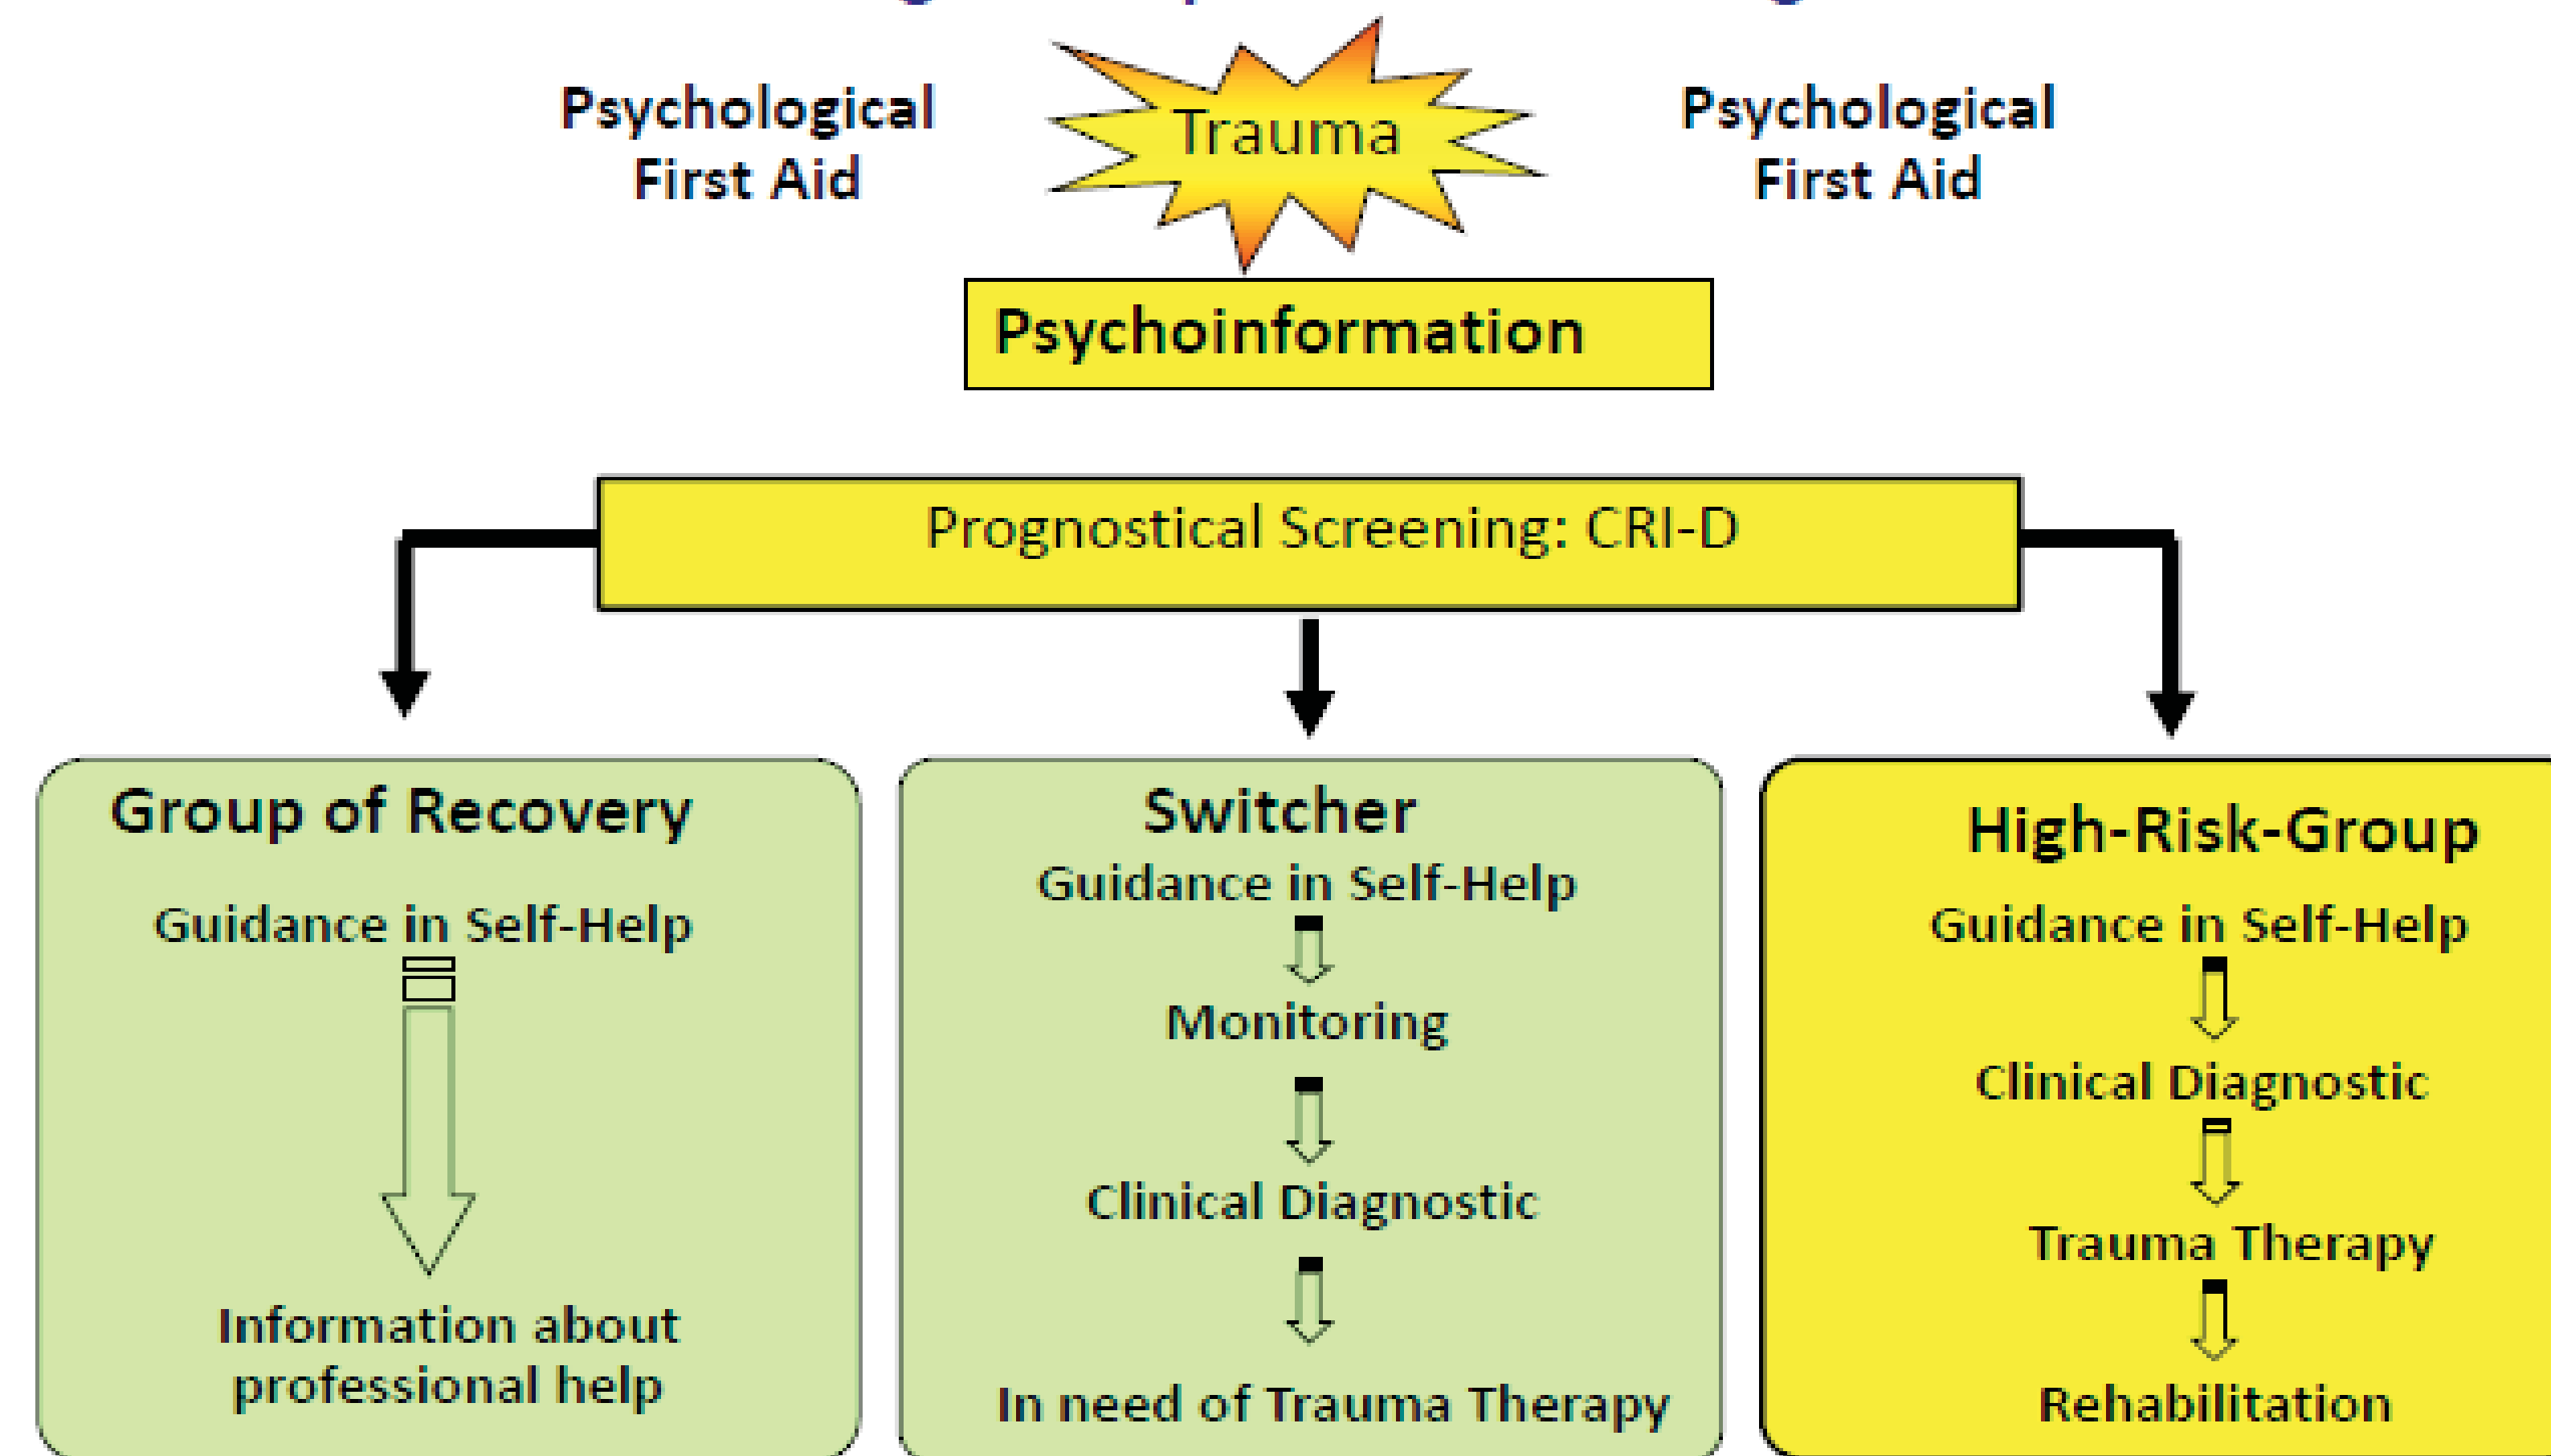 Psychological
First Aid
Trauma
Psychological
First Aid
Psychoinformation
Prognostical Screening: CRI-D
Group of Recovery
Guidance in Self-Help
Information about
professional help
Switcher
Guidance in Self-Help
Monitoring
Clinical Diagnostic
In need of Trauma Therapy
High-Risk-Group
Guidance in Self-Help
Clinical Diagnostic
Trauma Therapy
Rehabilitation